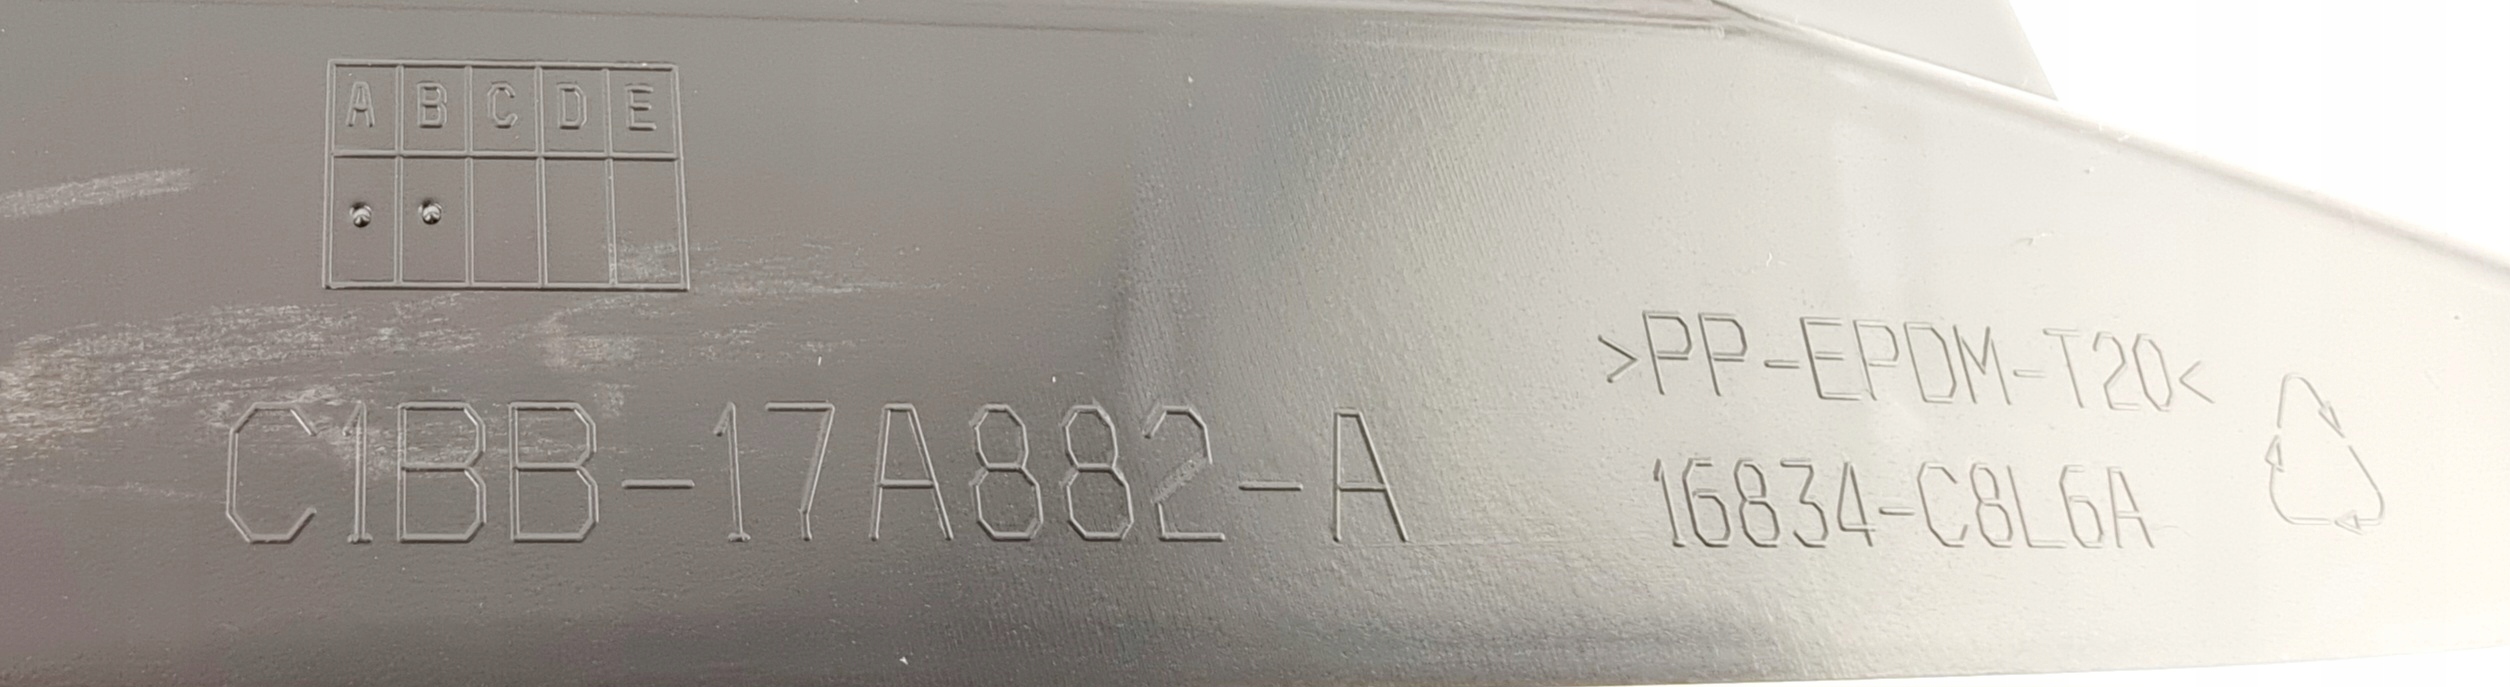 A B C D E
>PP-EPDM-T20<
C1BB-17A882-A
16834-C8L6A